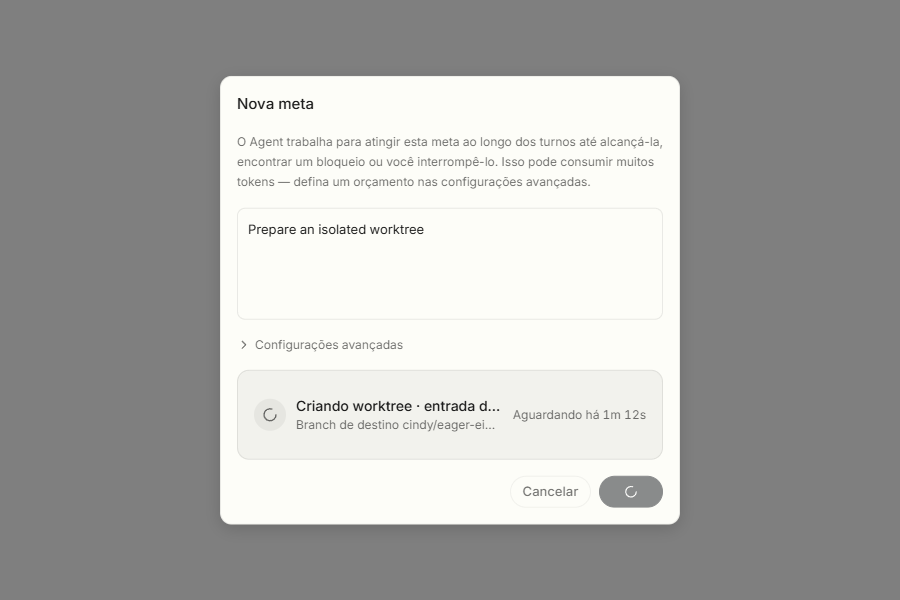 Nova meta
O Agent trabalha para atingir esta meta ao longo dos turnos até alcançá-la,
encontrar um bloqueio ou você interrompê-lo. Isso pode consumir muitos
tokens — defina um orçamento nas configurações avançadas.
Prepare an isolated worktree
Configurações avançadas
Criando worktree · entrada d...
Aguardando há 1m 12s
Branch de destino cindy/eager-ei...
Cancelar